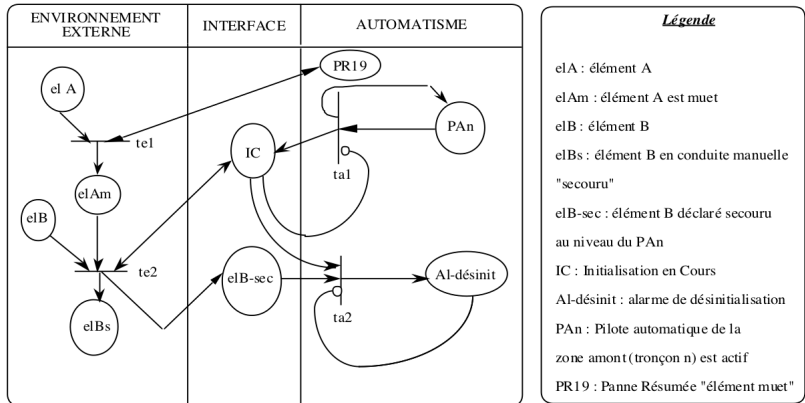 ENVIRONNEMENT
EXTERNE
INTERFACE
AUTOMATISME
PR19
el A
PAn
te1
IC
ta1
elAm
elB
te2
elB-sec
Al-désinit
elBs
ta2
Légende
elA : élément A
elAm : élément A est muet
elB : élément B
elBs : élément B en conduite manuelle
"secouru"
elB-sec : élément B déclaré secouru
au niveau du PAn
IC : Initialisation en Cours
Al-désinit : alarme de désinitialisation
PAn : Pilote automatique de la
zone amont (tronçon n) est actif
PR19 : Panne Résumée "élément muet"